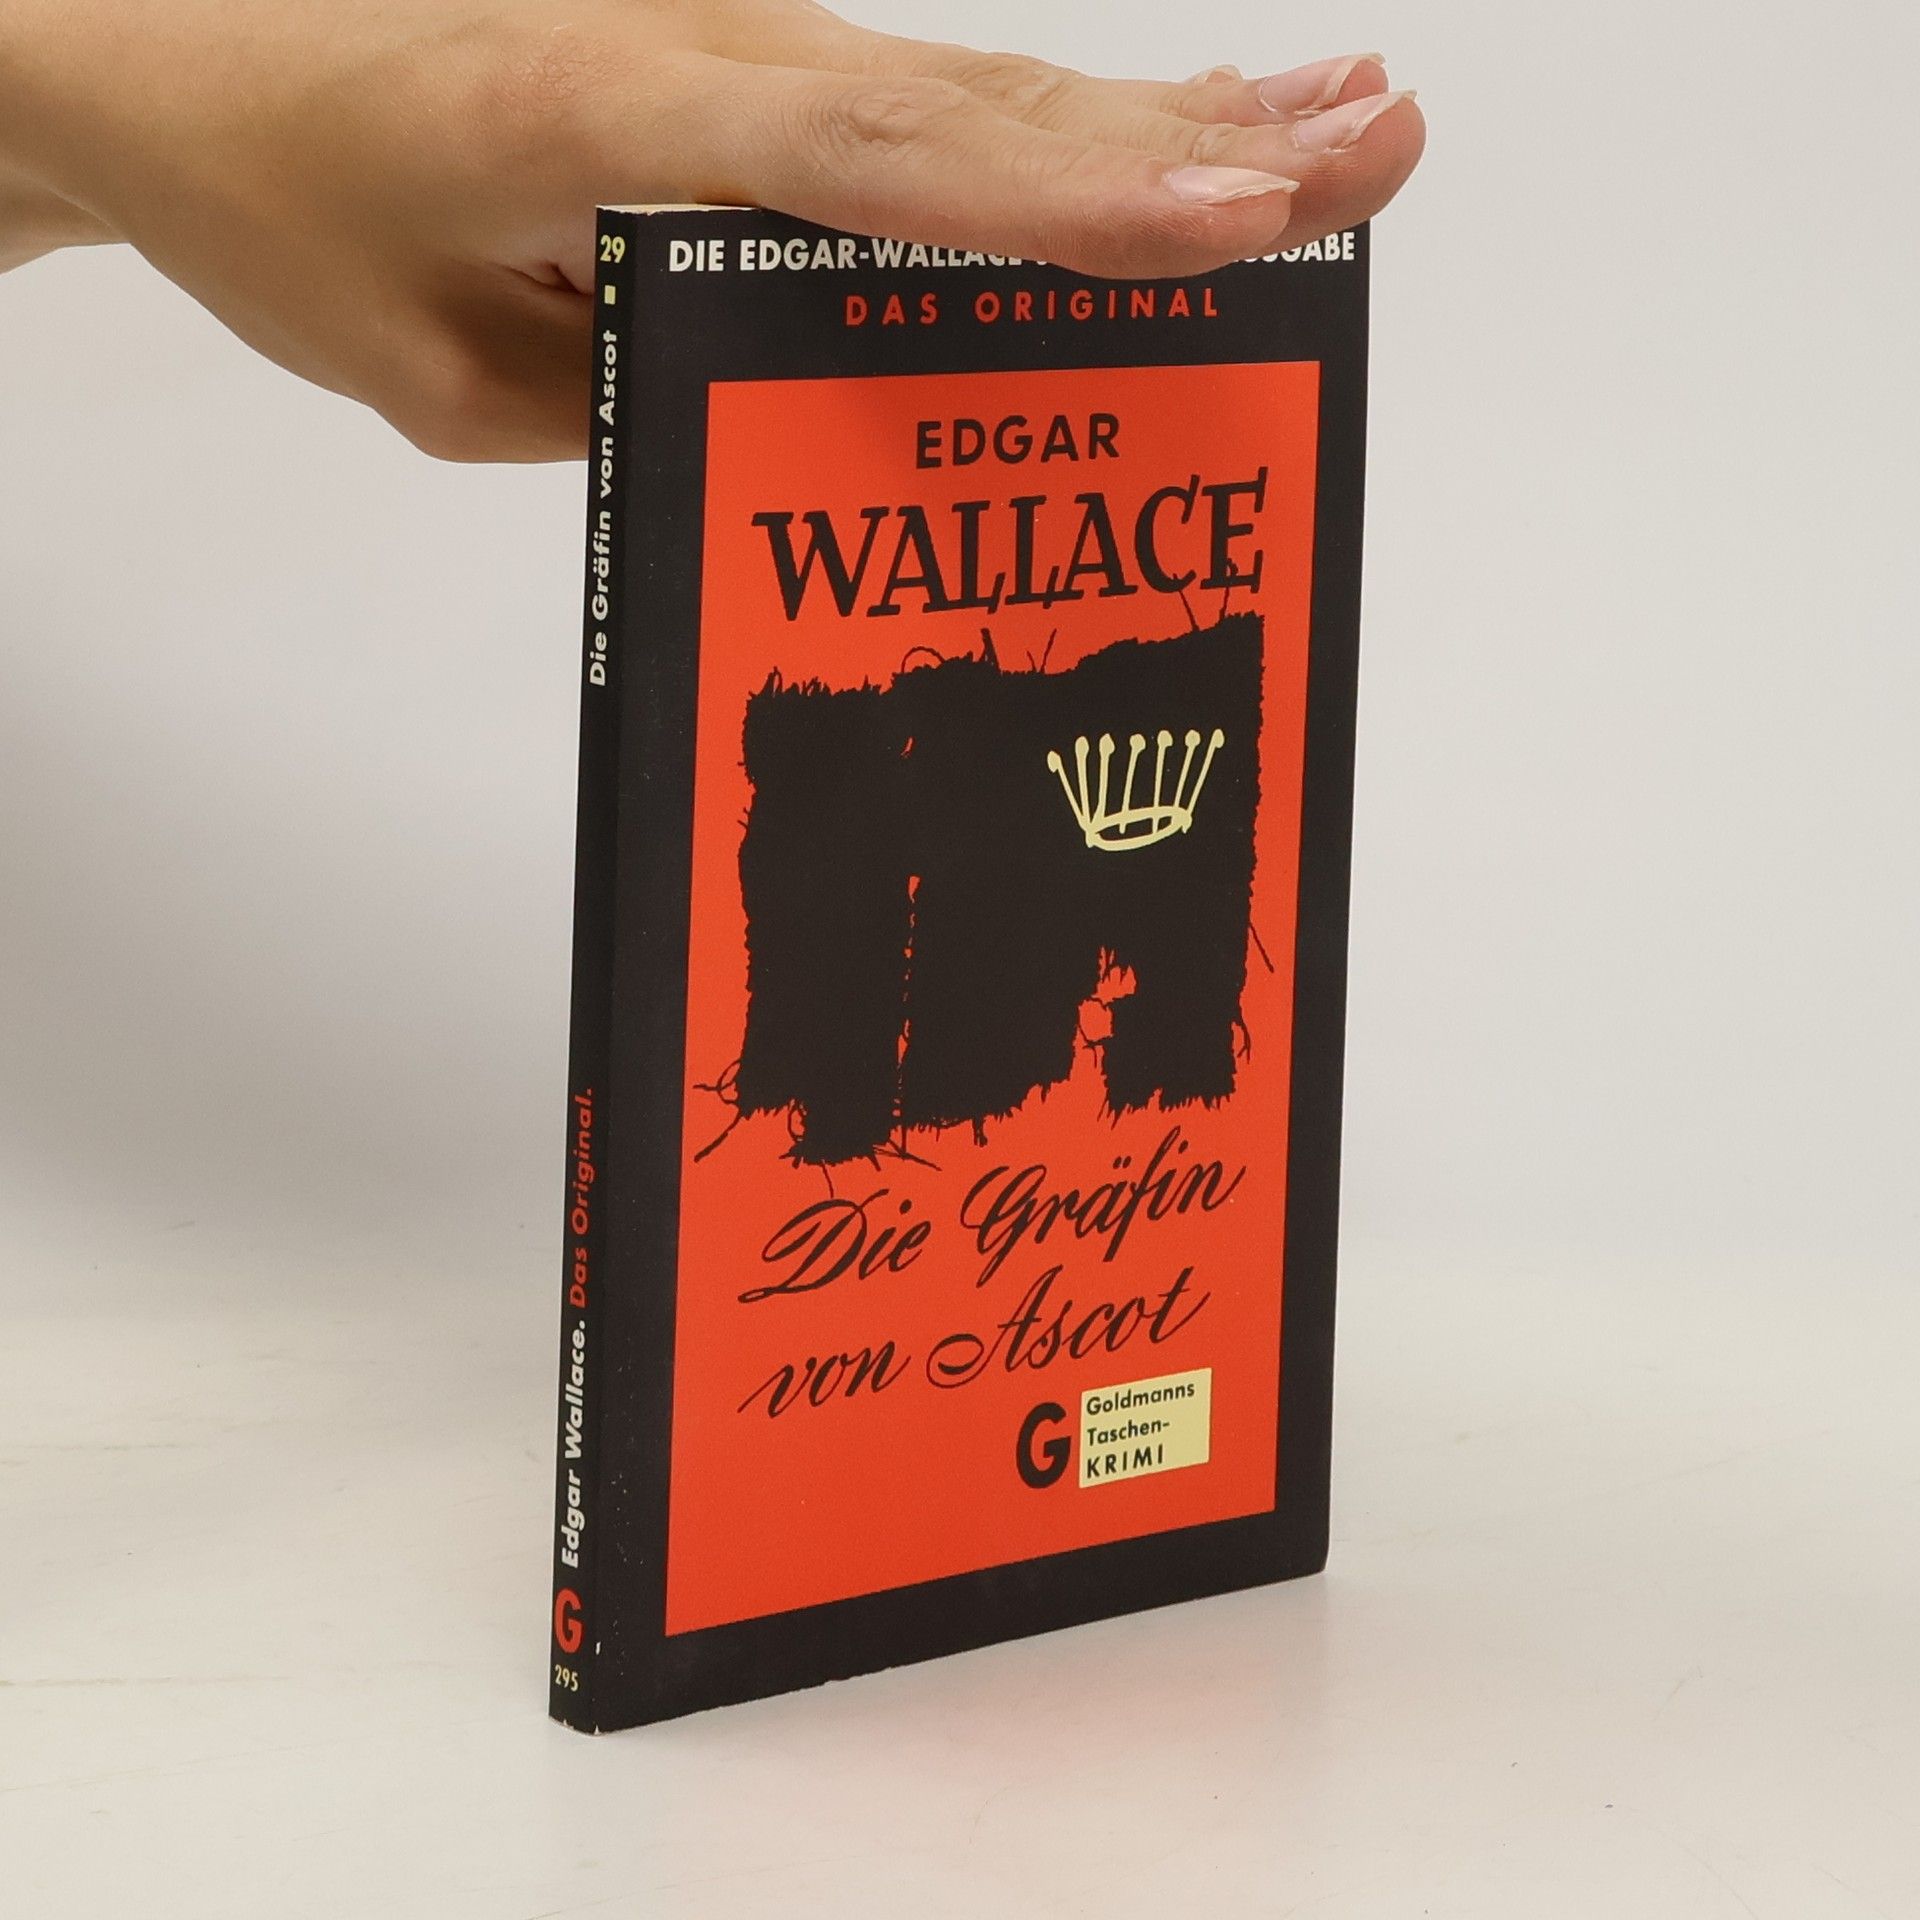 DIE EDGAR-WALLACE
DAS ORIGINAL
EDGAR
WALLACE
Die Gräfin
von Ascot
G
Goldmanns
Taschen-
KRIMI
29 ■ Die Gräfin von Ascot
Edgar Wallace. Das Original.
G
295